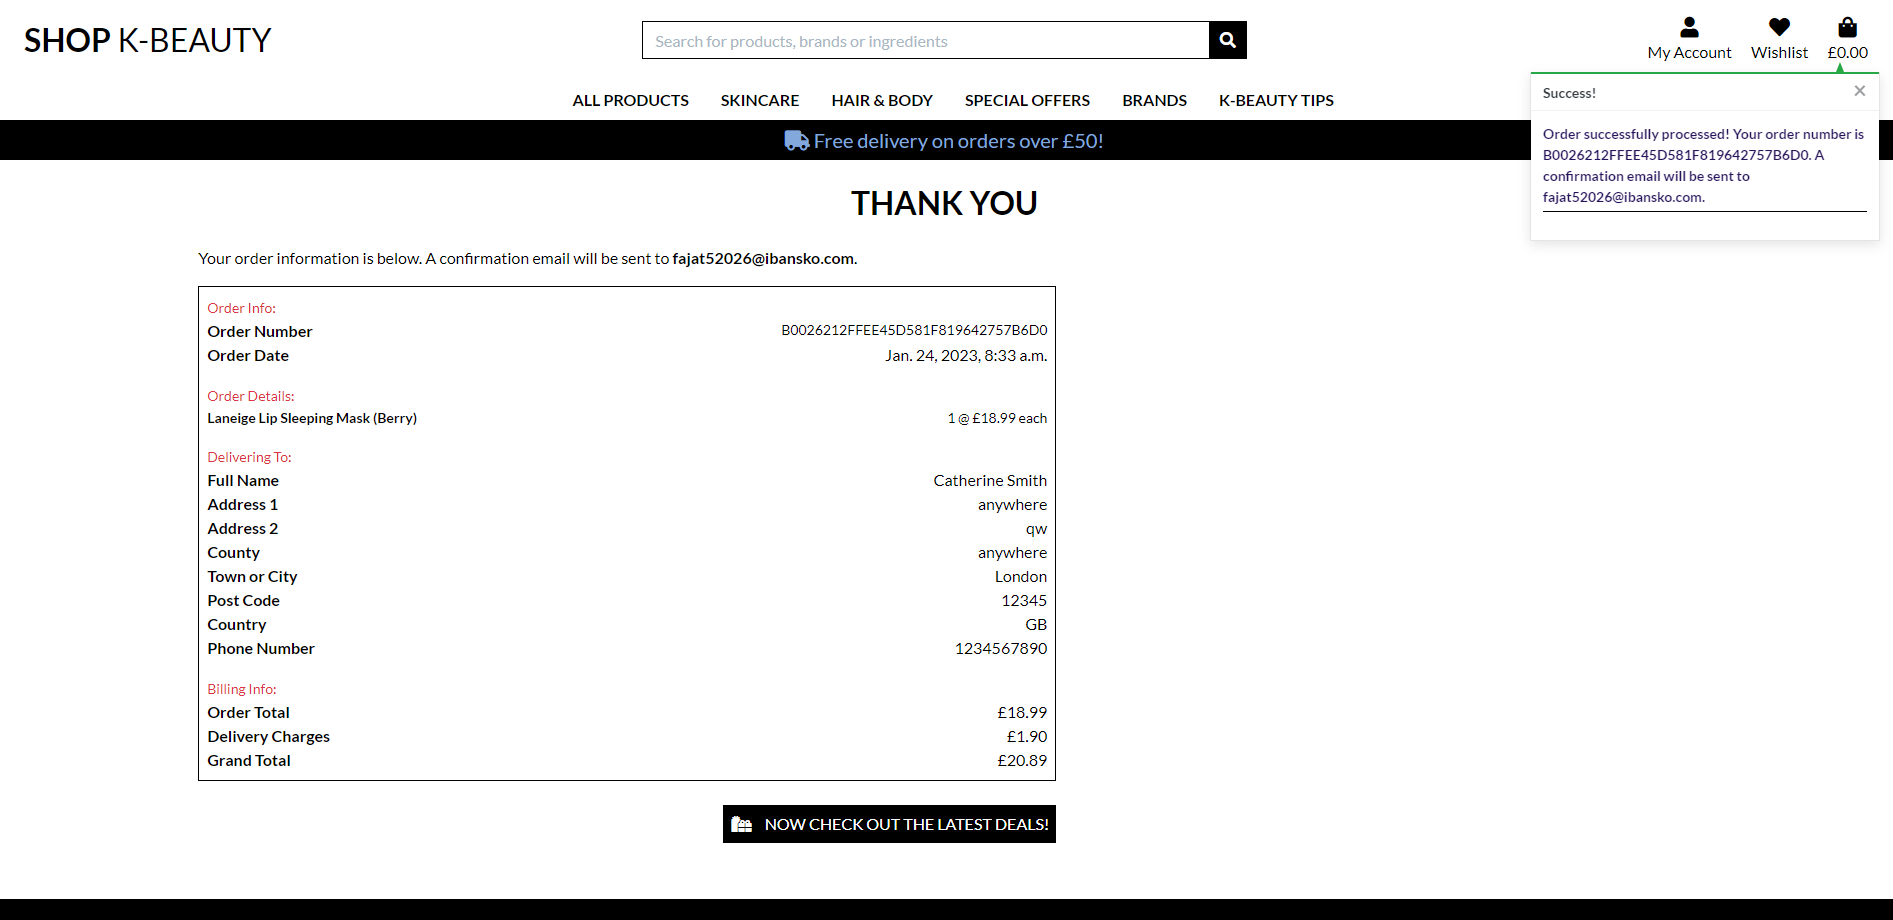 SHOP K-BEAUTY
Search for products, brands or ingredients
My Account
Wishlist
£0.00
ALL PRODUCTS SKINCARE HAIR & BODY SPECIAL OFFERS BRANDS K-BEAUTY TIPS
Free delivery on orders over £50!
Success!
Order successfully processed! Your order number is
B0026212FFEE45D581F819642757B6D0. A
confirmation email will be sent to
fajat52026@ibansko.com.
THANK YOU
Your order information is below. A confirmation email will be sent to fajat52026@ibansko.com.
Order Info:
Order Number B0026212FFEE45D581F819642757B6D0
Order Date Jan. 24, 2023, 8:33 a.m.
Order Details:
Laneige Lip Sleeping Mask (Berry) 1 @ £18.99 each
Delivering To:
Full Name Catherine Smith
Address 1 anywhere
Address 2 qw
County anywhere
Town or City London
Post Code 12345
Country GB
Phone Number 1234567890
Billing Info:
Order Total £18.99
Delivery Charges £1.90
Grand Total £20.89
NOW CHECK OUT THE LATEST DEALS!